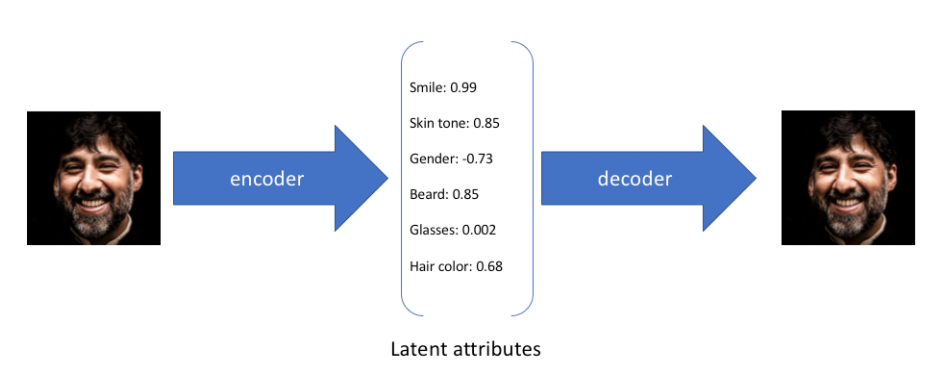 Smile: 0.99
Skin tone: 0.85
encoder
Gender: -0.73
decoder
Beard: 0.85
Glasses: 0.002
Hair color: 0.68
Latent attributes